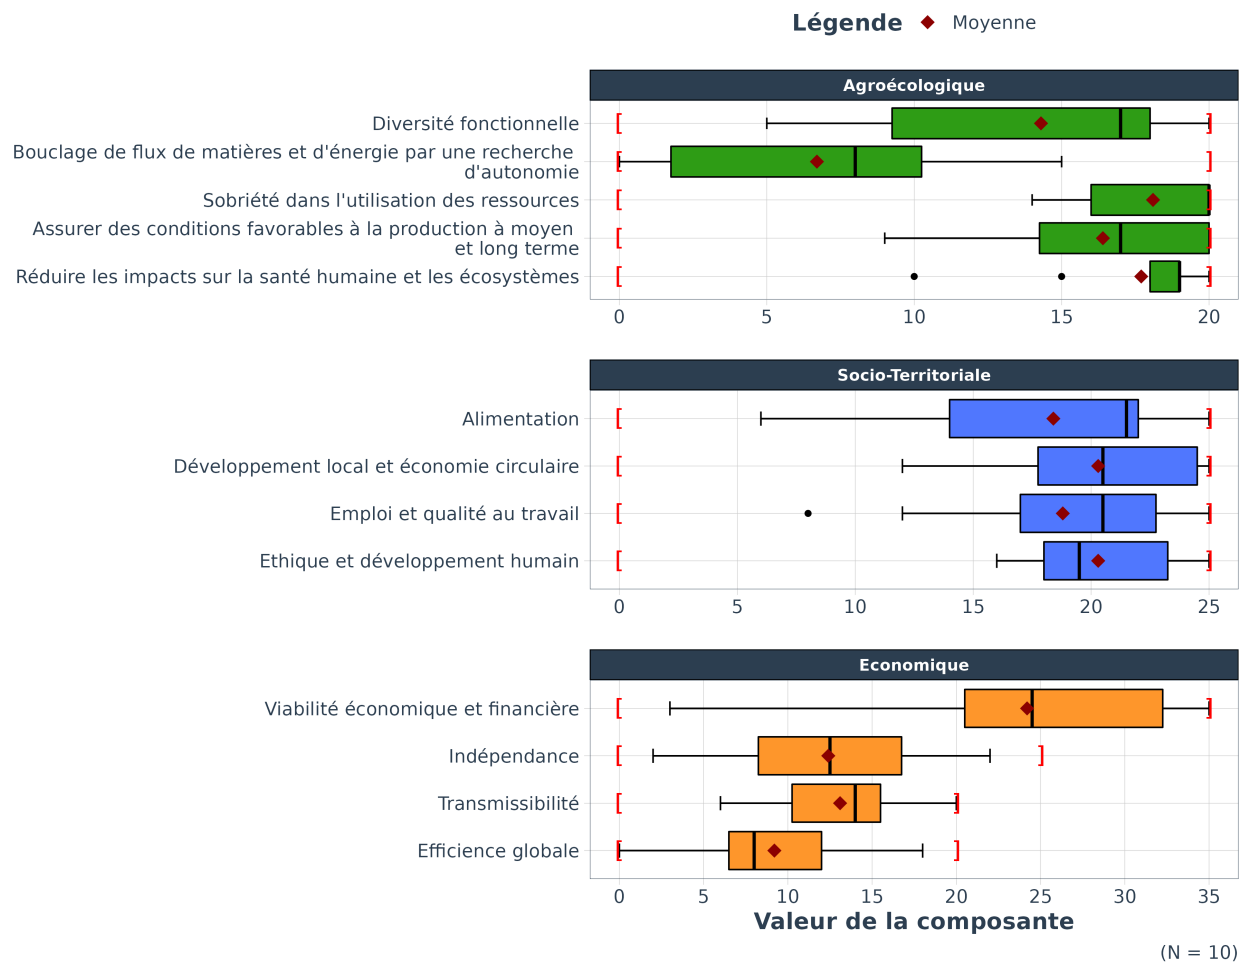 Légende Moyenne
Agroécologique
Diversité fonctionnelle
Bouclage de flux de matières et d'énergie par une recherche
d'autonomie
Sobriété dans l'utilisation des ressources
Assurer des conditions favorables à la production à moyen
et long terme
Réduire les impacts sur la santé humaine et les écosystèmes
0 5 10 15 20
Socio-Territoriale
Alimentation
Développement local et économie circulaire
Emploi et qualité au travail
Ethique et développement humain
0 5 10 15 20 25
Economique
Viabilité économique et financière
Indépendance
Transmissibilité
Efficience globale
0 5 10 15 20 25 30 35
Valeur de la composante
(N = 10)